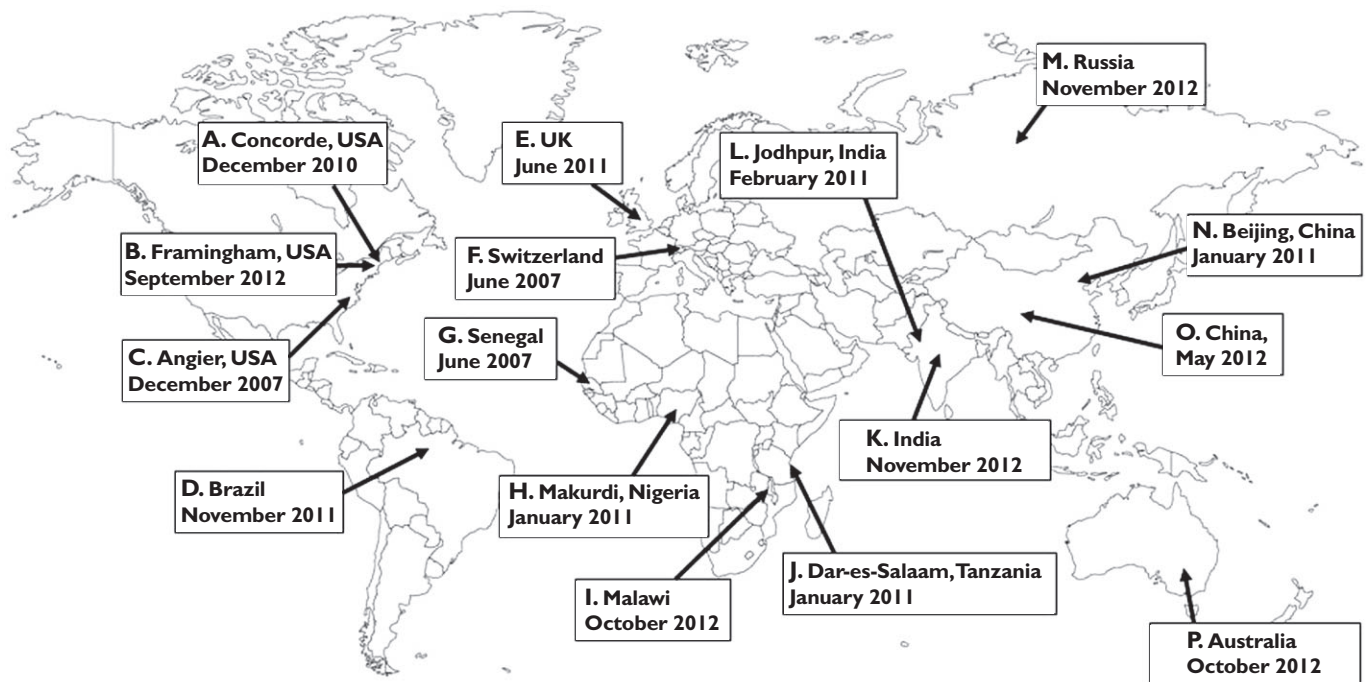 A. Concorde, USA
December 2010
B. Framingham, USA
September 2012
C. Angier, USA
December 2007
D. Brazil
November 2011
E. UK
June 2011
F. Switzerland
June 2007
G. Senegal
June 2007
H. Makurdi, Nigeria
January 2011
I. Malawi
October 2012
J. Dar-es-Salaam, Tanzania
January 2011
K. India
November 2012
L. Jodhpur, India
February 2011
M. Russia
November 2012
N. Beijing, China
January 2011
O. China,
May 2012
P. Australia
October 2012